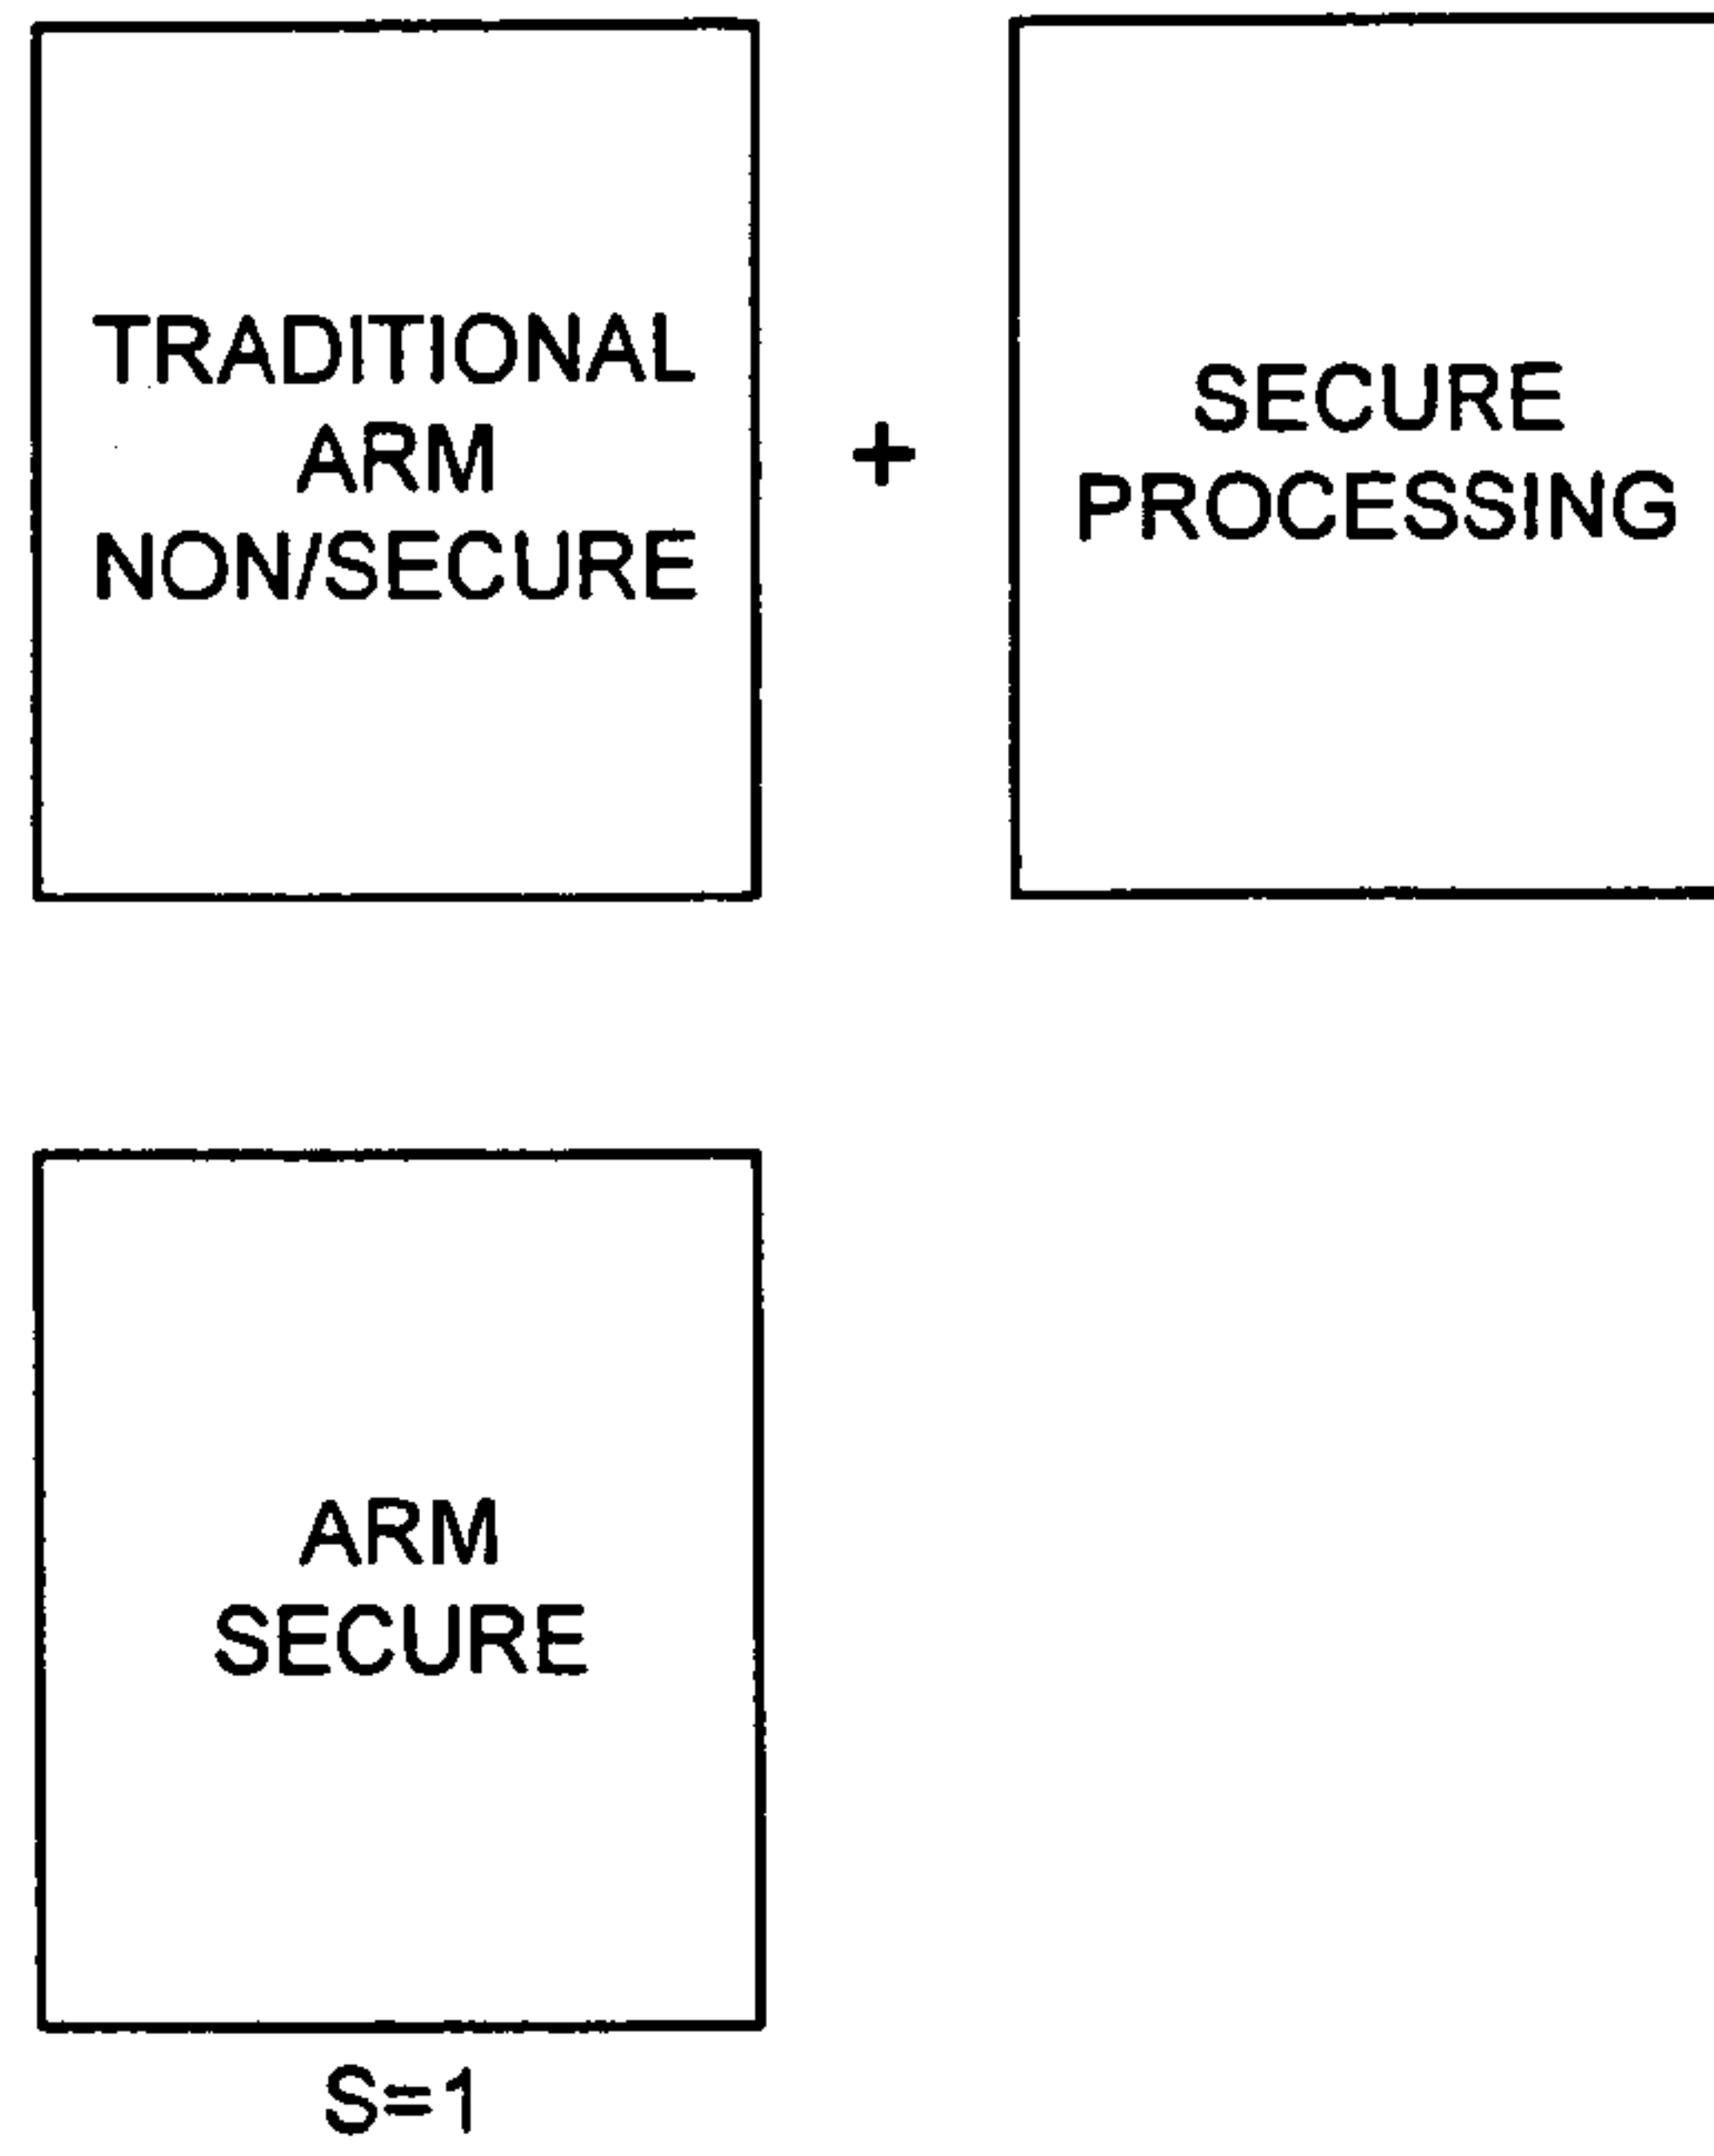 TRADITIONAL
ARM
NON/SECURE
+
SECURE
PROCESSING
ARM
SECURE
S=1